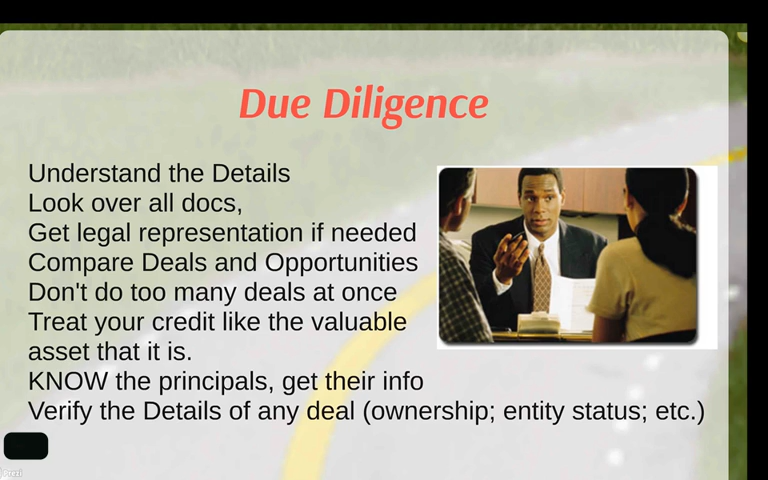 Due Diligence
Understand the Details
Look over all docs,
Get legal representation if needed
Compare Deals and Opportunities
Don't do too many deals at once
Treat your credit like the valuable
asset that it is.
KNOW the principals, get their info
Verify the Details of any deal (ownership; entity status; etc.)
Prezi